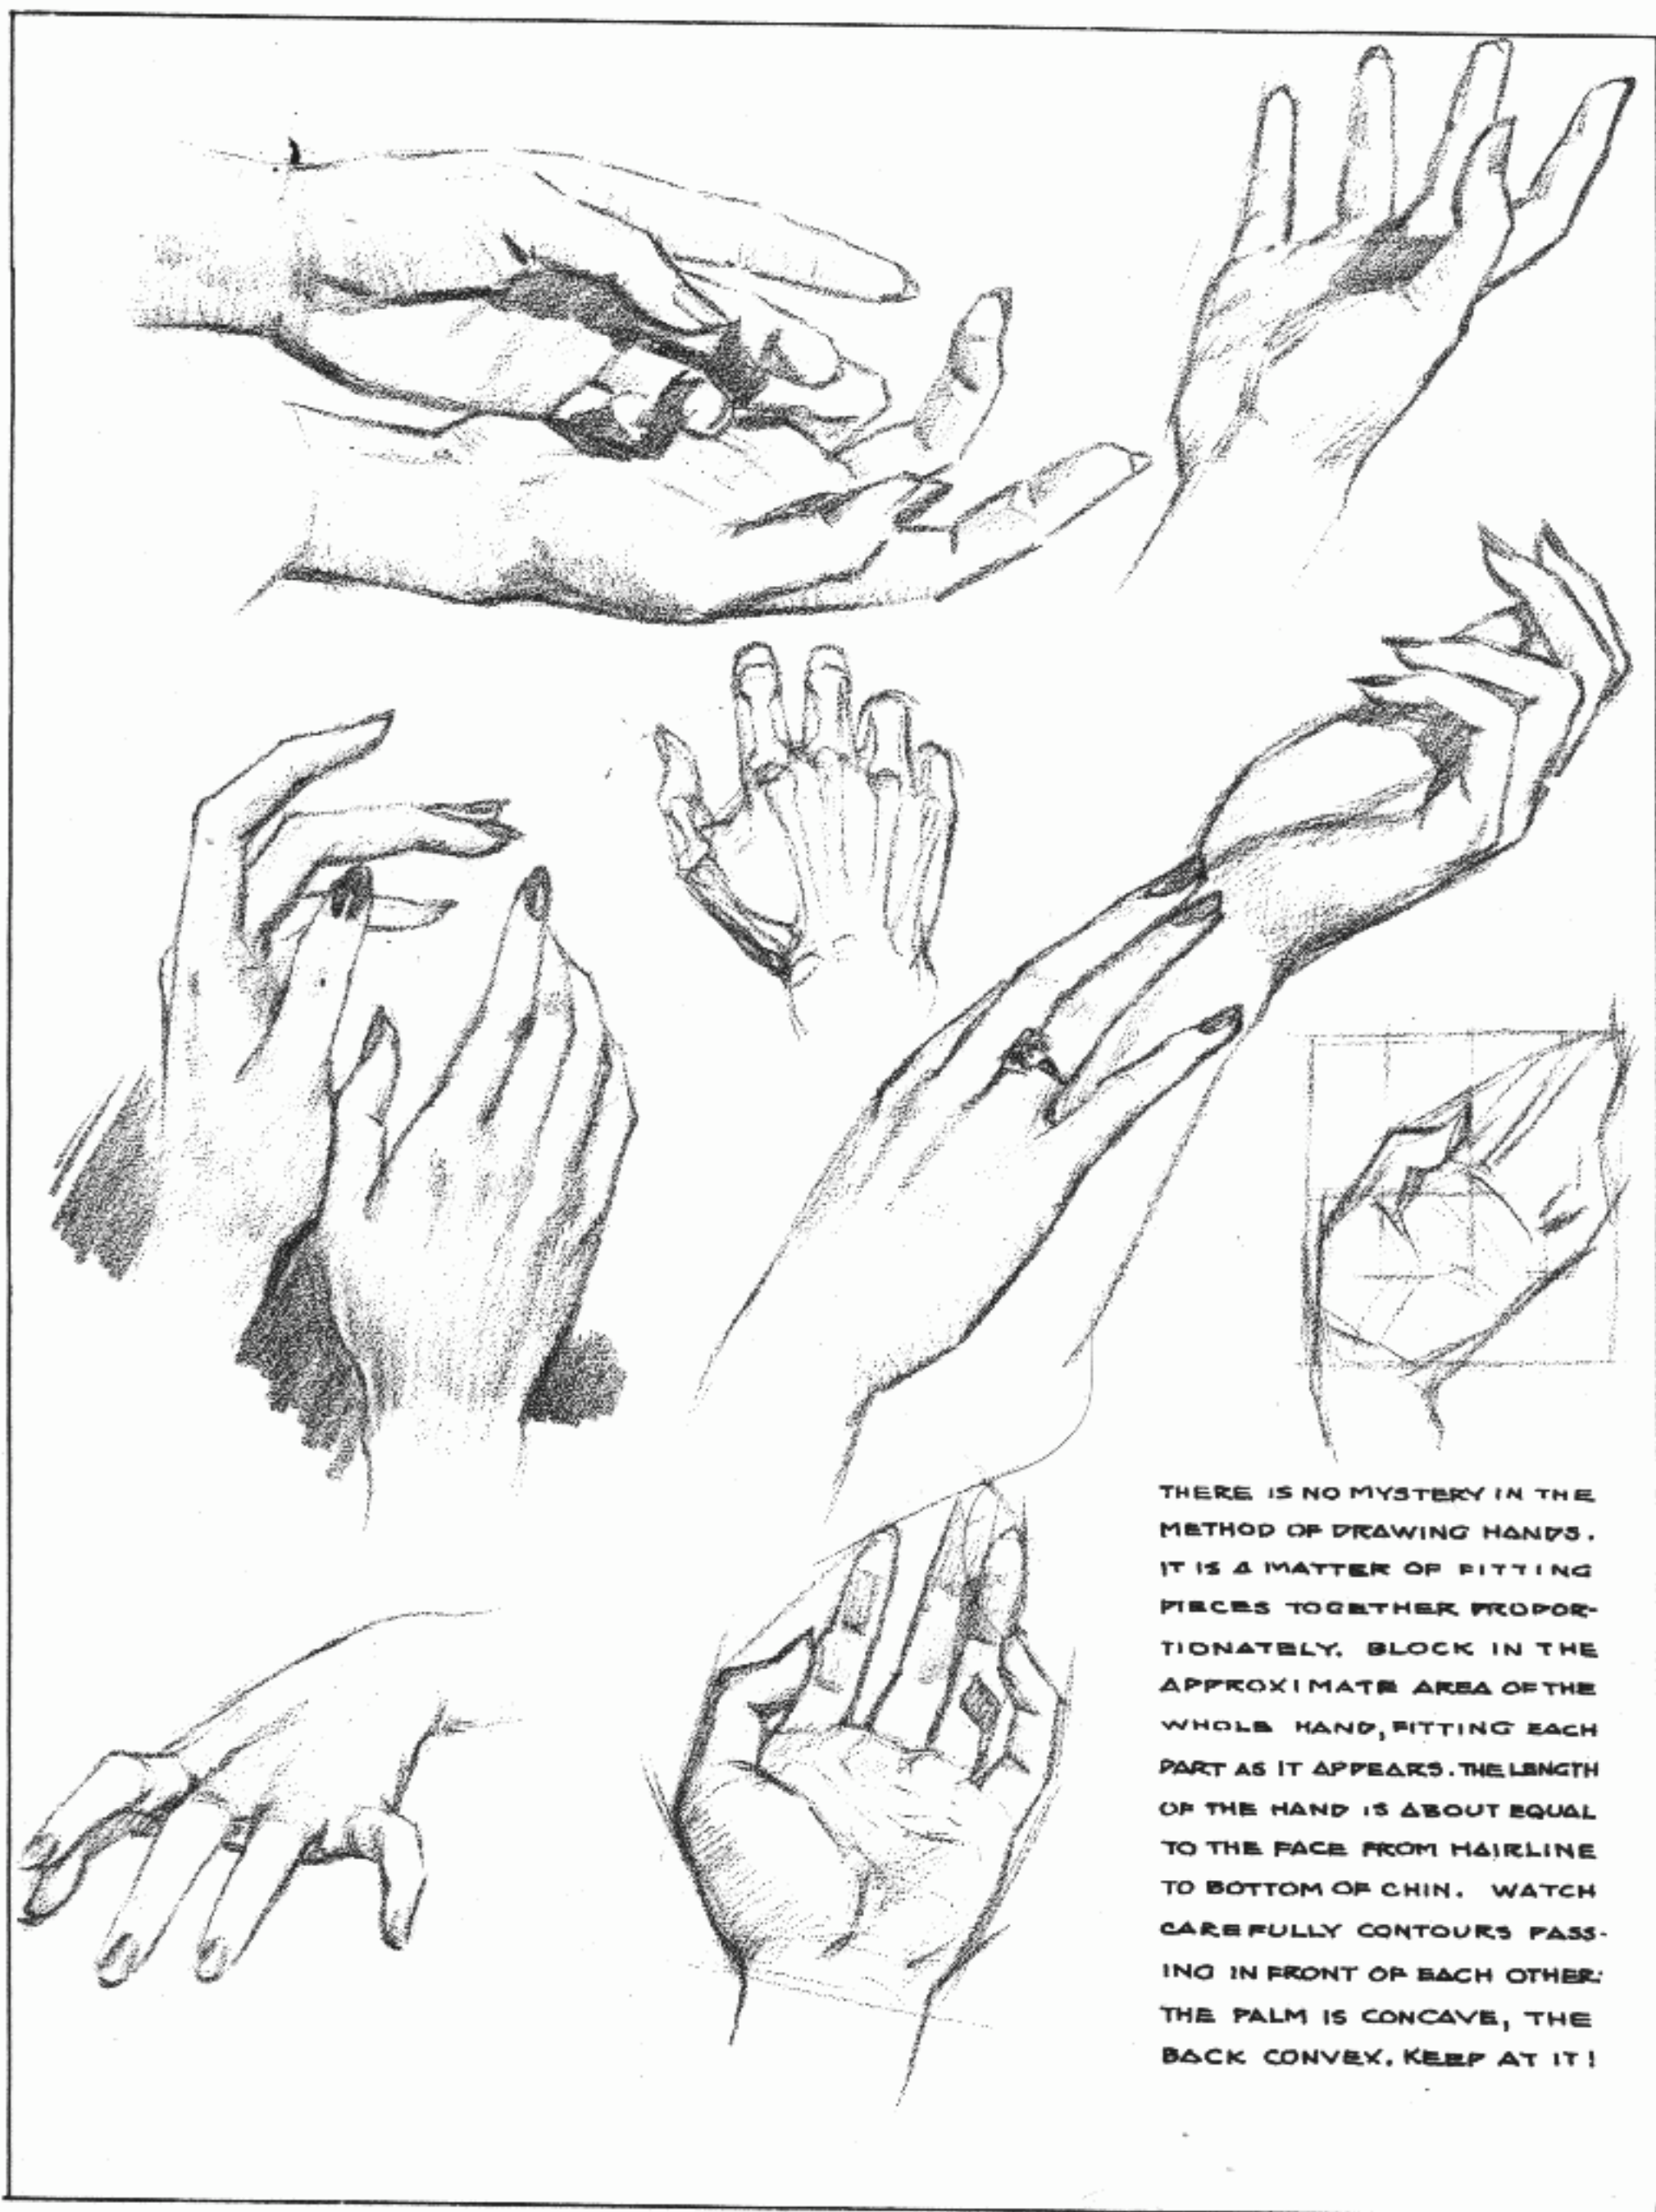 THERE IS NO MYSTERY IN THE
METHOD OF DRAWING HANDS.
IT IS A MATTER OF FITTING
PIECES TOGETHER PROPOR-
TIONATELY. BLOCK IN THE
APPROXIMATE AREA OF THE
WHOLE HAND, FITTING EACH
PART AS IT APPEARS. THE LENGTH
OF THE HAND IS ABOUT EQUAL
TO THE FACE FROM HAIRLINE
TO BOTTOM OF CHIN. WATCH
CAREFULLY CONTOURS PASS-
ING IN FRONT OF EACH OTHER.
THE PALM IS CONCAVE, THE
BACK CONVEX. KEEP AT IT!